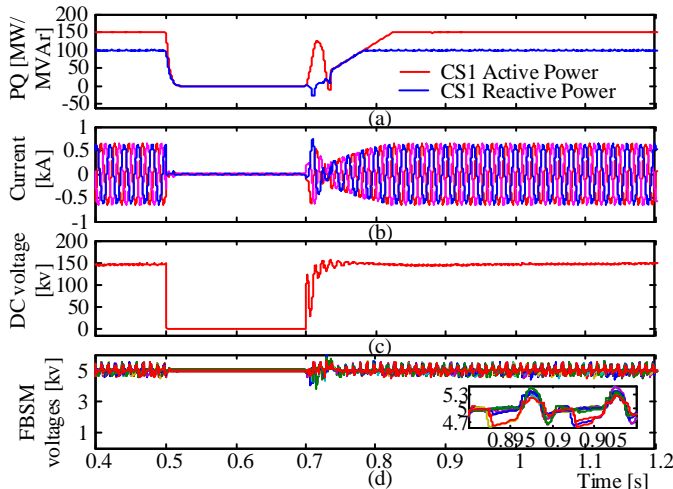 PQ [MW/
MVAr]
150
100
50
0
-50
CS1 Active Power
CS1 Reactive Power
(a)
Current
[kA]
1
0.5
0
-0.5
-1
(b)
DC voltage
[kv]
200
150
100
50
0
(c)
FBSM
voltages [kv]
5
3
1
5.3
5
4.7
0.895 0.9 0.905
0.4 0.5 0.6 0.7 0.8 0.9 1 1.1 1.2
(d)
Time [s]